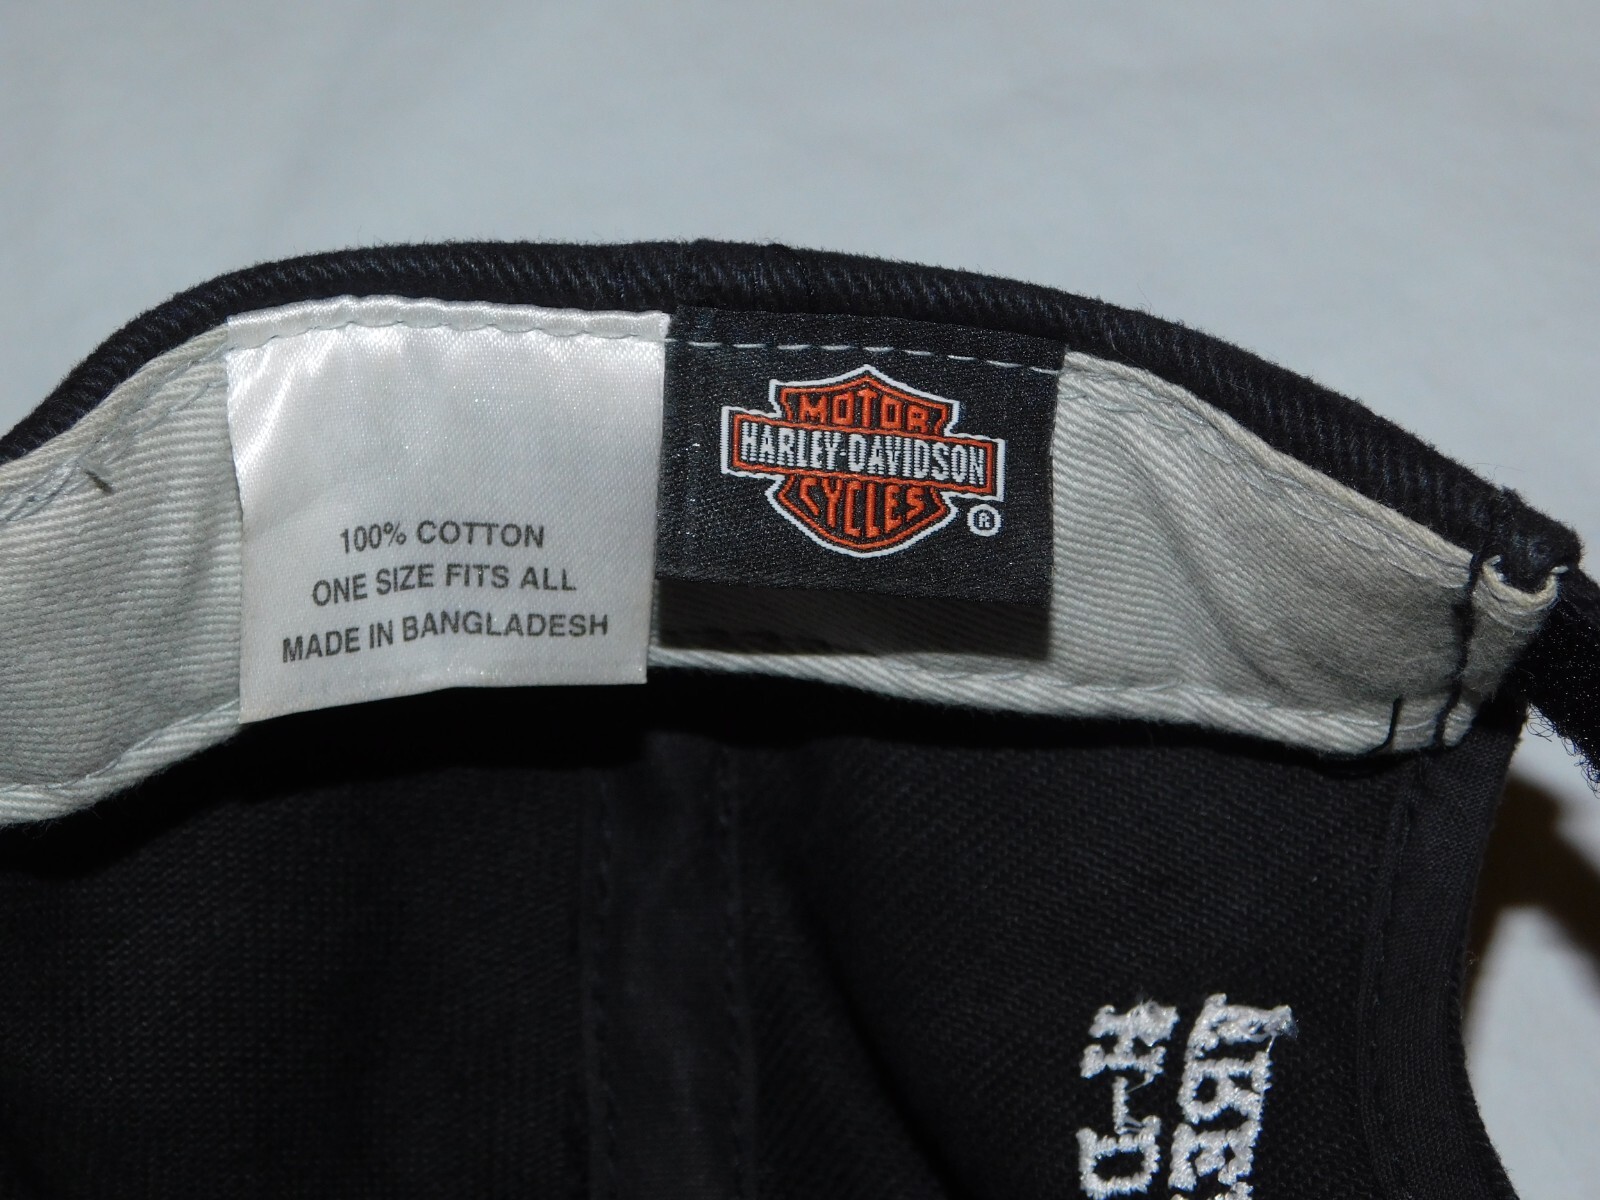 100% COTTON
ONE SIZE FITS ALL
MADE IN BANGLADESH
MOTOR
HARLEY-DAVIDSON
CYCLES
®